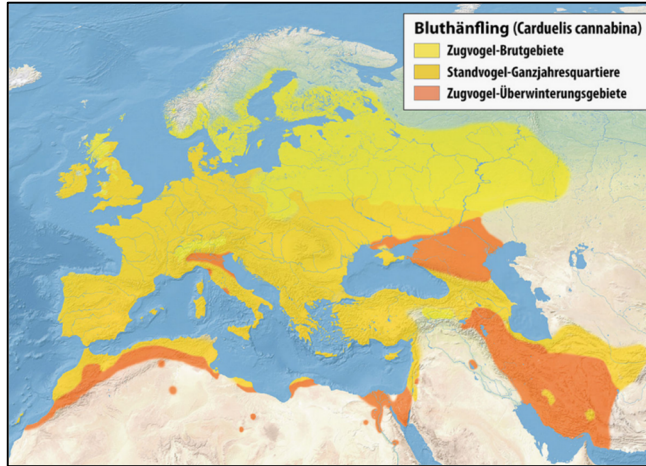 Bluthänfling (Carduelis cannabina)
Zugvogel-Brutgebiete
Standvogel-Ganzjahresquartiere
Zugvogel-Überwinterungsgebiete